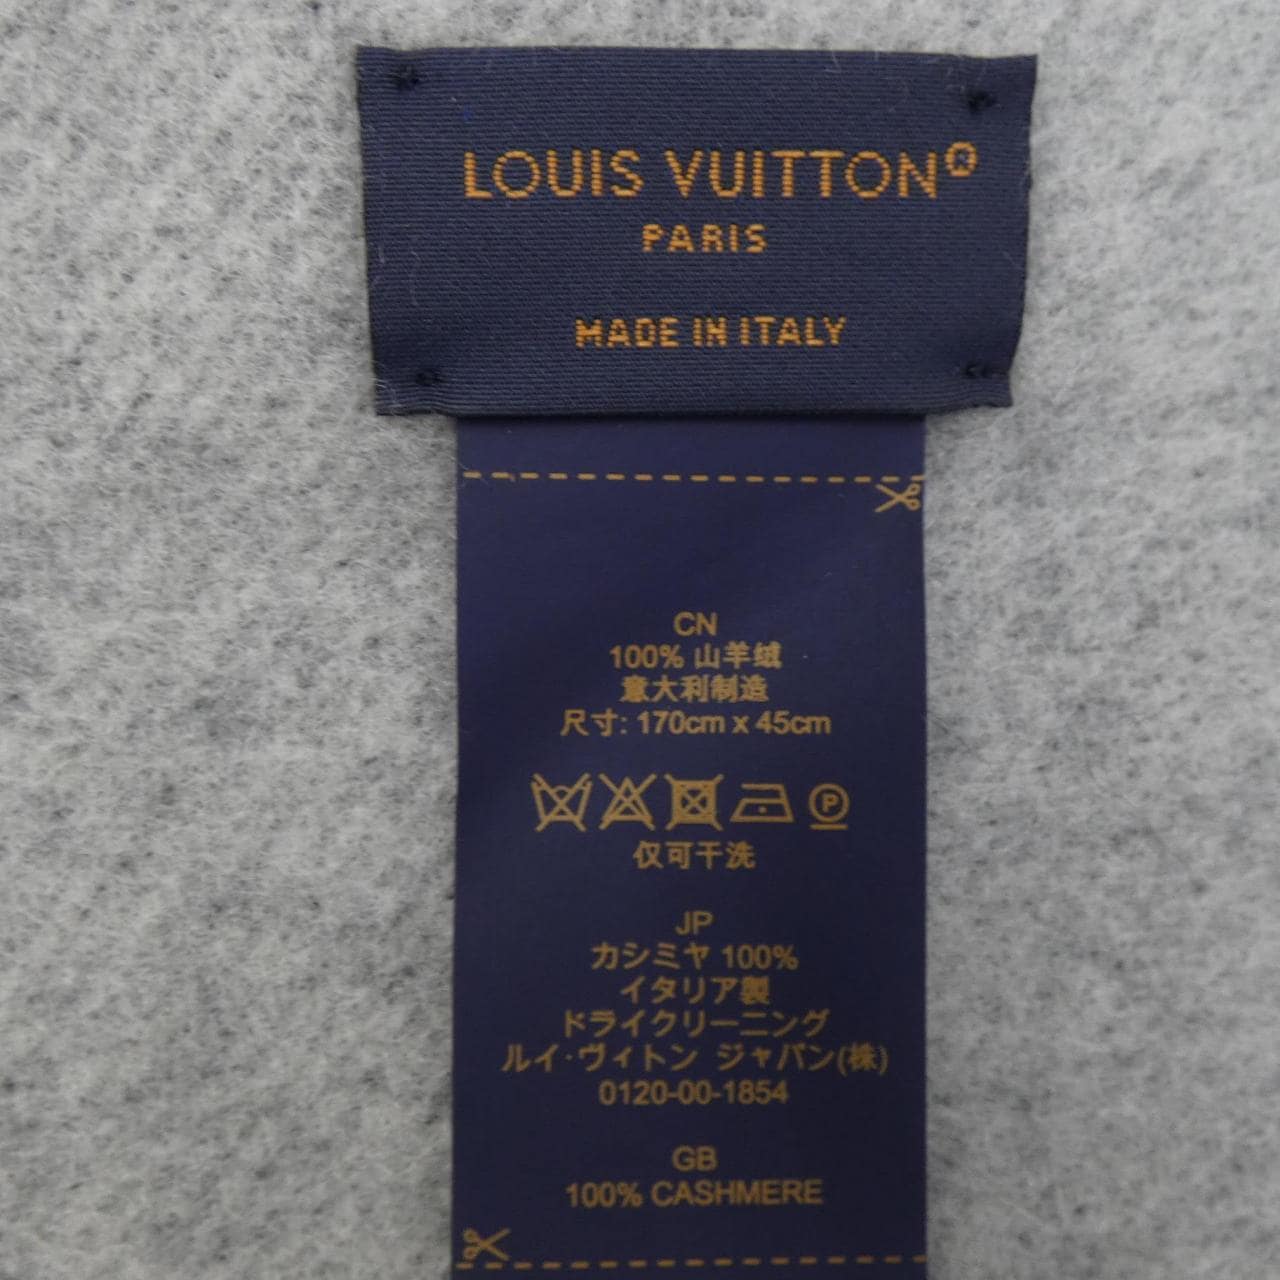 LOUIS VUITTON®
PARIS
MADE IN ITALY
CN
100% 山羊绒
意大利制造
尺寸: 170cm x 45cm
P
仅可干洗
JP
カシミヤ 100%
イタリア製
ドライクリーニング
ルイ·ヴィトン ジャパン(株)
0120-00-1854
GB
100% CASHMERE